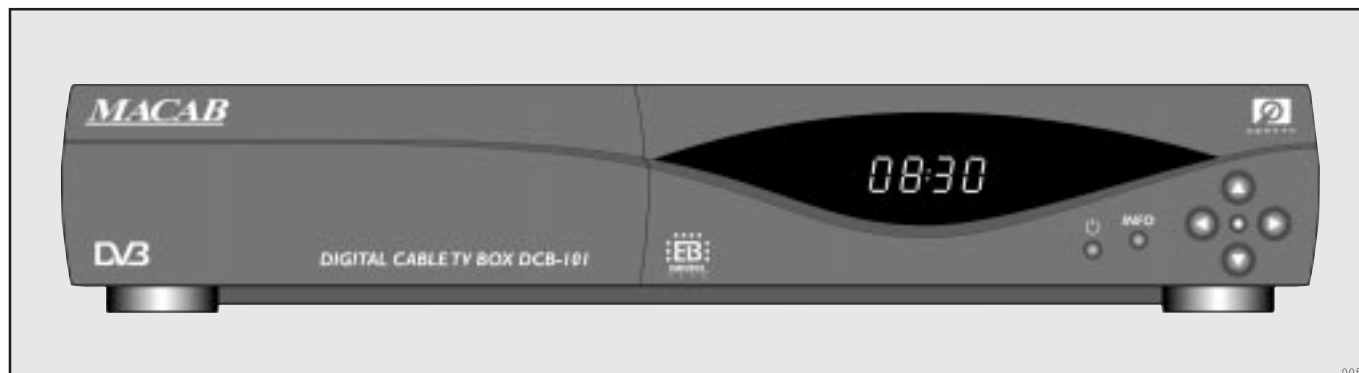 MACAB
08:30
INFO
DVB
DIGITAL CABLE TV BOX DCB-101
EB